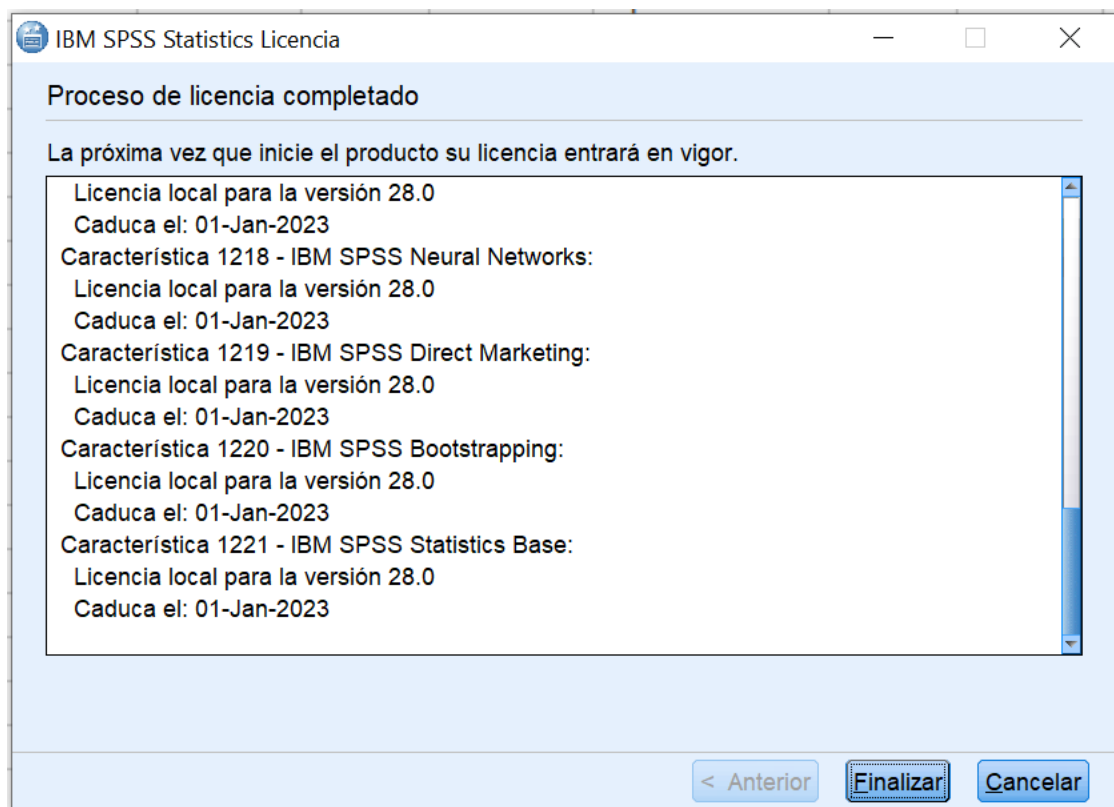 IBM SPSS Statistics Licencia
Proceso de licencia completado
La próxima vez que inicie el producto su licencia entrará en vigor.
Licencia local para la versión 28.0
Caduca el: 01-Jan-2023
Característica 1218 - IBM SPSS Neural Networks:
Licencia local para la versión 28.0
Caduca el: 01-Jan-2023
Característica 1219 - IBM SPSS Direct Marketing:
Licencia local para la versión 28.0
Caduca el: 01-Jan-2023
Característica 1220 - IBM SPSS Bootstrapping:
Licencia local para la versión 28.0
Caduca el: 01-Jan-2023
Característica 1221 - IBM SPSS Statistics Base:
Licencia local para la versión 28.0
Caduca el: 01-Jan-2023
< Anterior Finalizar Cancelar